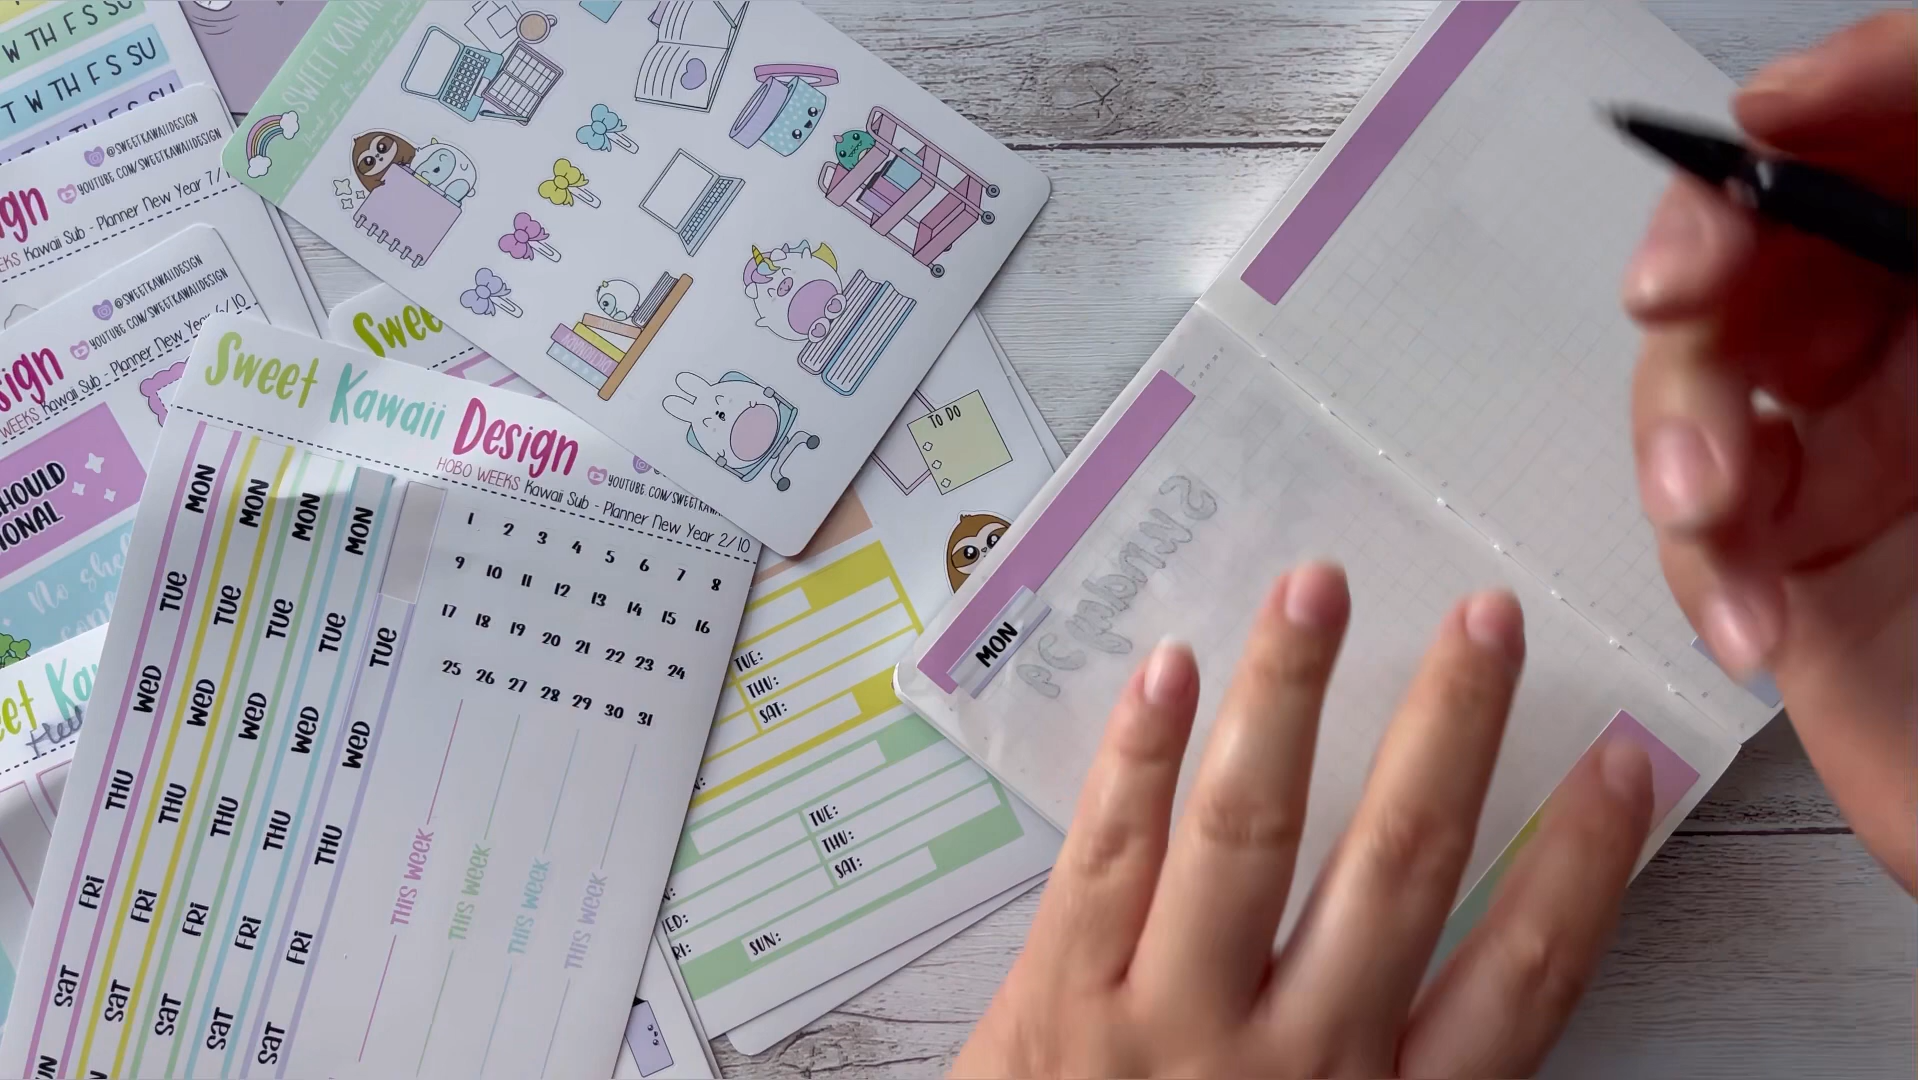 W TH F S SU
T W TH F S SU
@SWEETKAWAIIDESIGN
YOUTUBE.COM/SWEETKAWAIIDESIGN
Kawaii Sub - Planner New Year 7/
@SWEETKAWAIIDESIGN
YOUTUBE.COM/SWEETKAWAIIDESIGN
WEEKS Kawaii Sub - Planner New Year 6/10
No
SWEET KAWAII
Swee
Sweet Kawaii Design
HOBO WEEKS Kawaii Sub - Planner New Year 2/10
YOUTUBE.COM/SWEETKAW
MON MON MON MON
TUE TUE TUE TUE TUE
WED WED WED WED WED
THU THU THU THU THU
FRI FRI FRI FRI FRI
SAT SAT SAT SAT SAT
1 2 3 4 5 6 7 8
9 10 11 12 13 14 15 16
17 18 19 20 21 22 23 24
25 26 27 28 29 30 31
THIS WEEK THIS WEEK THIS WEEK THIS WEEK
TO DO
TUE:
THU:
SAT:
TUE:
THU:
SAT:
SUN:
MON